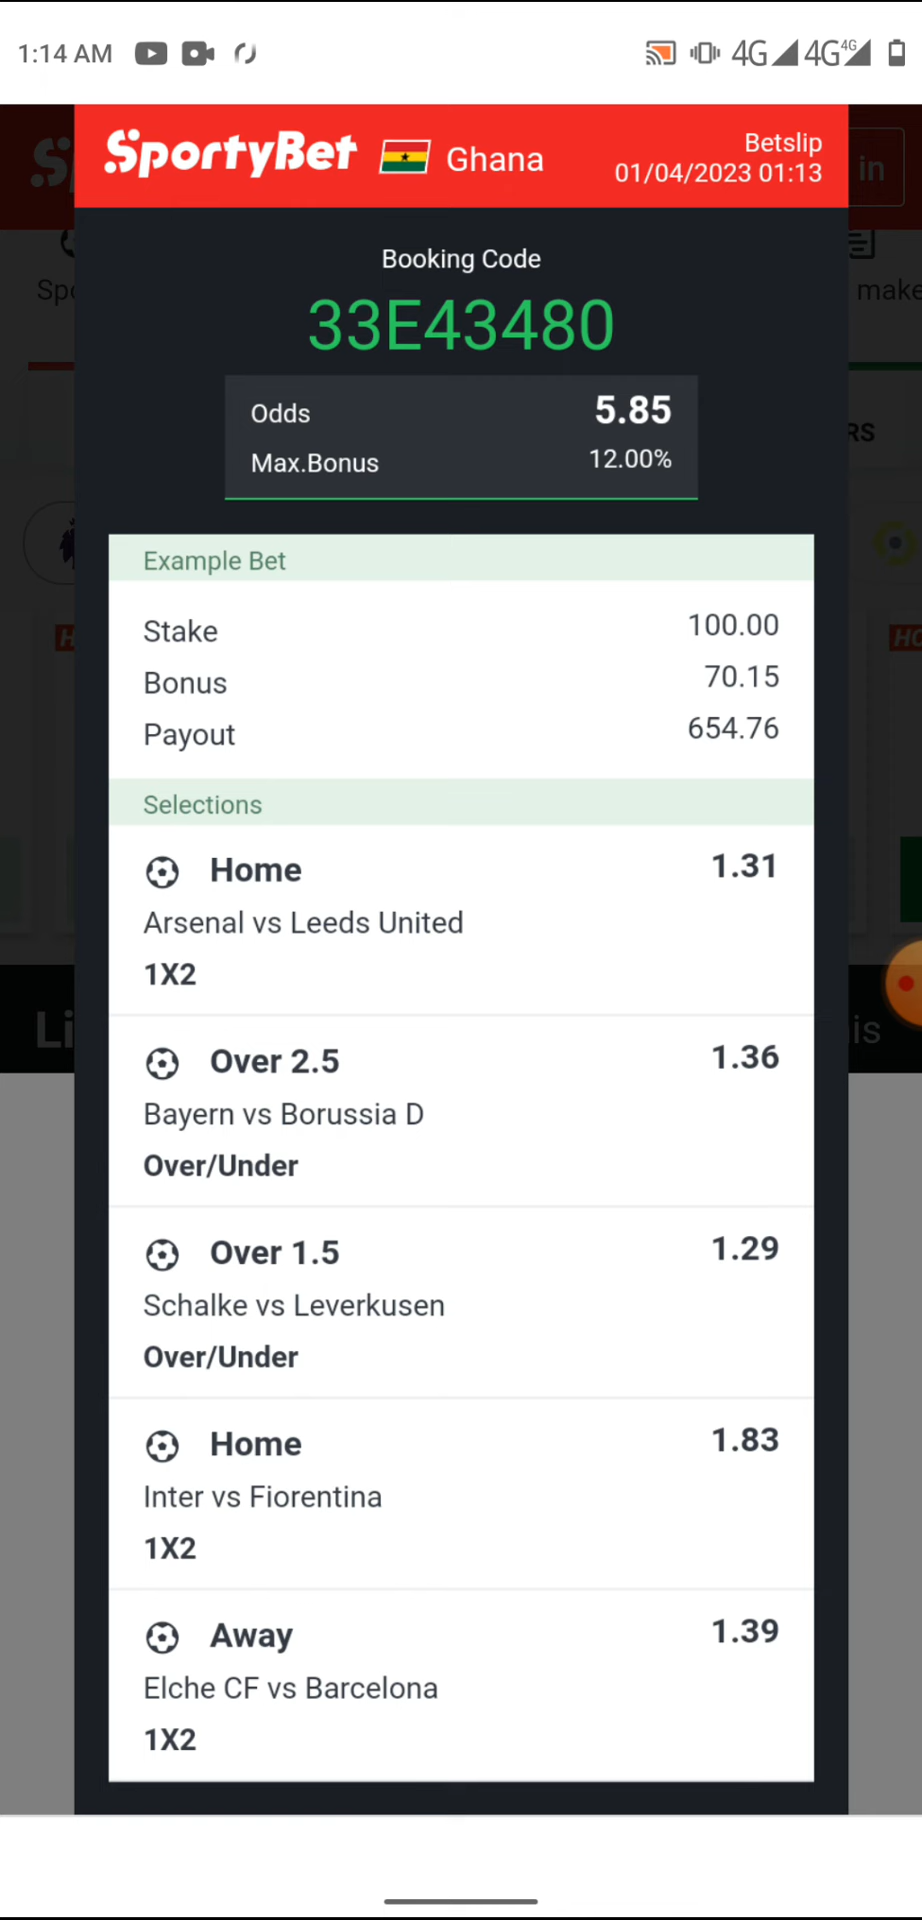 1:14 AM 4G 4G 4G
SportyBet Ghana Betslip
01/04/2023 01:13
in
Booking Code
33E43480
Odds 5.85
Max.Bonus 12.00%
make
RS
Example Bet
Stake 100.00
Bonus 70.15
Payout 654.76
Selections
Home 1.31
Arsenal vs Leeds United
1X2
Over 2.5 1.36
Bayern vs Borussia D
Over/Under
Over 1.5 1.29
Schalke vs Leverkusen
Over/Under
Home 1.83
Inter vs Fiorentina
1X2
Away 1.39
Elche CF vs Barcelona
1X2